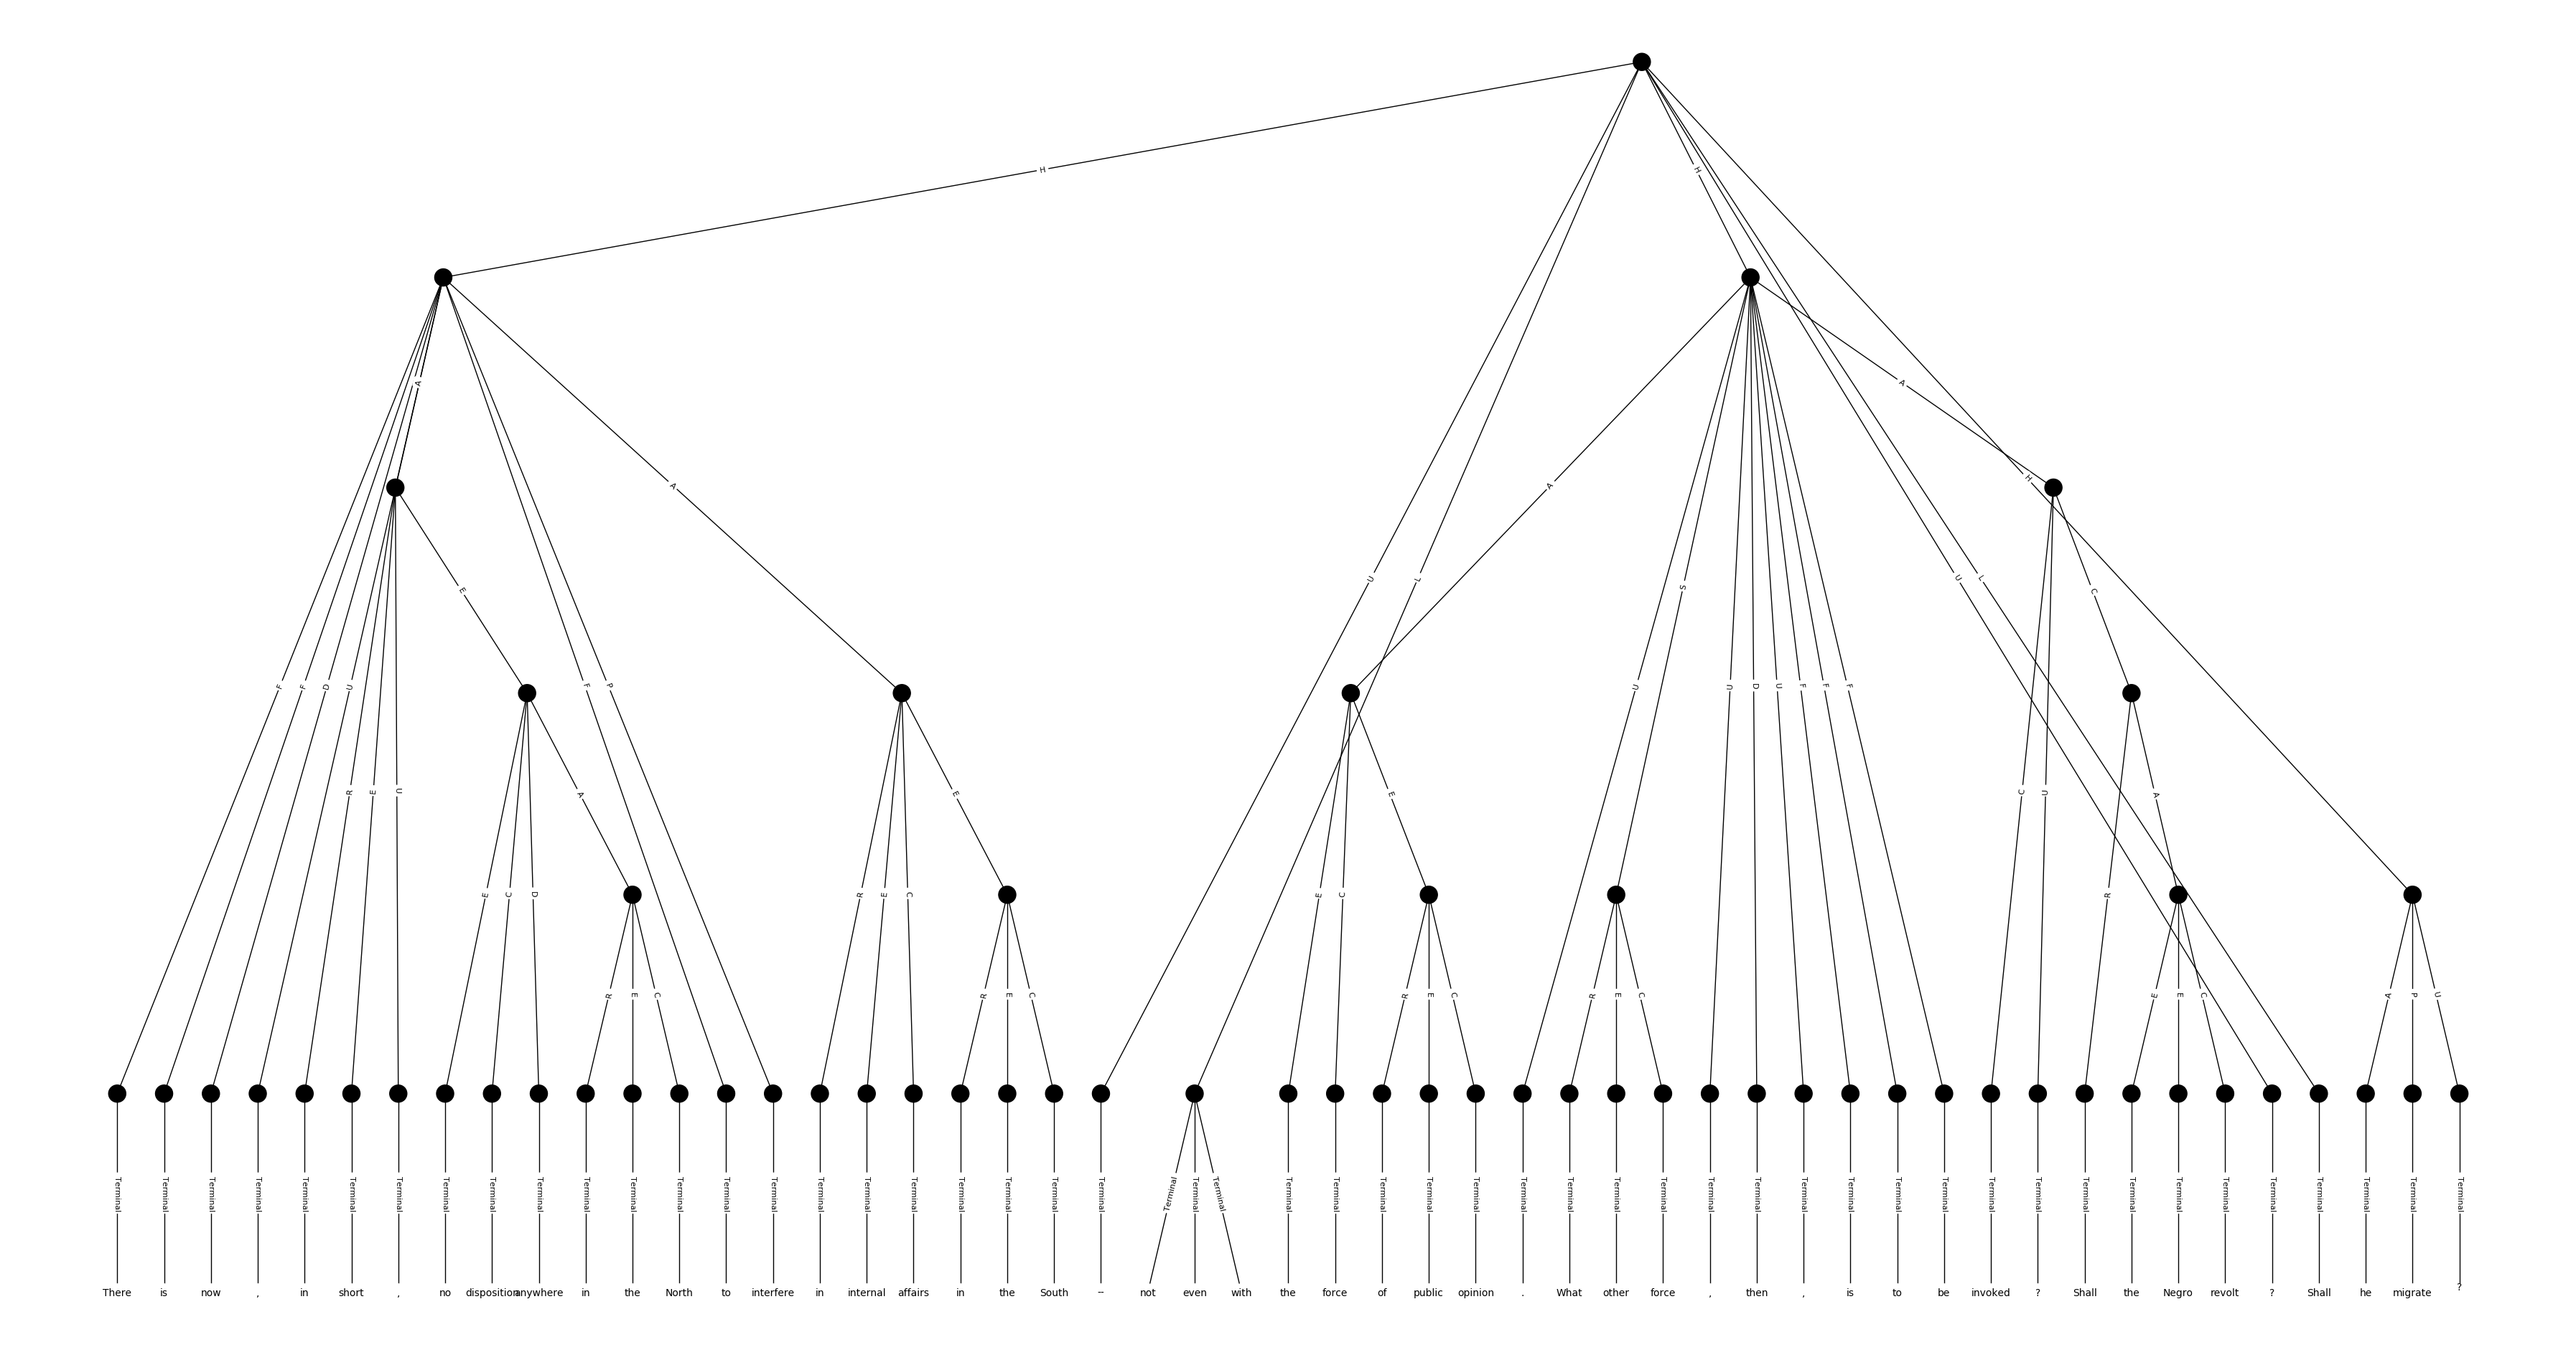 H H
A A
A A H
E U L S U L C
F F D U F P U U D U F F F
R E U A E E C U A
E C D R E C E C R
R E C R E C R E C R E C E E C A P U
Terminal Terminal Terminal Terminal Terminal Terminal Terminal Terminal Terminal Terminal Terminal Terminal Terminal Terminal Terminal Terminal Terminal Terminal Terminal Terminal Terminal Terminal Terminal Terminal Terminal Terminal Terminal Terminal Terminal Terminal Terminal Terminal Terminal Terminal Terminal Terminal Terminal Terminal Terminal Terminal Terminal Terminal Terminal Terminal Terminal Terminal Terminal Terminal Terminal Terminal Terminal
There is now , in short , no disposition anywhere in the North to interfere in internal affairs in the South -- not even with the force of public opinion . What other force , then , is to be invoked ? Shall the Negro revolt ? Shall he migrate ?